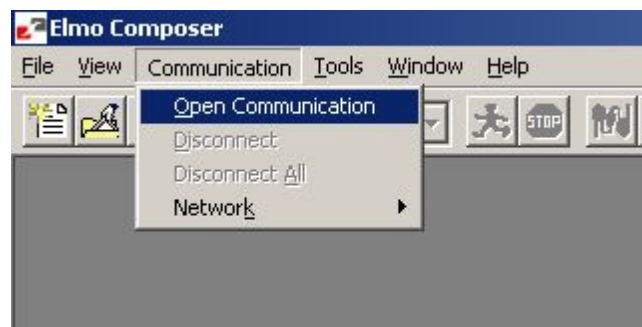 Elmo Composer
File View Communication Tools Window Help
Open Communication
Disconnect
Disconnect All
Network
STOP